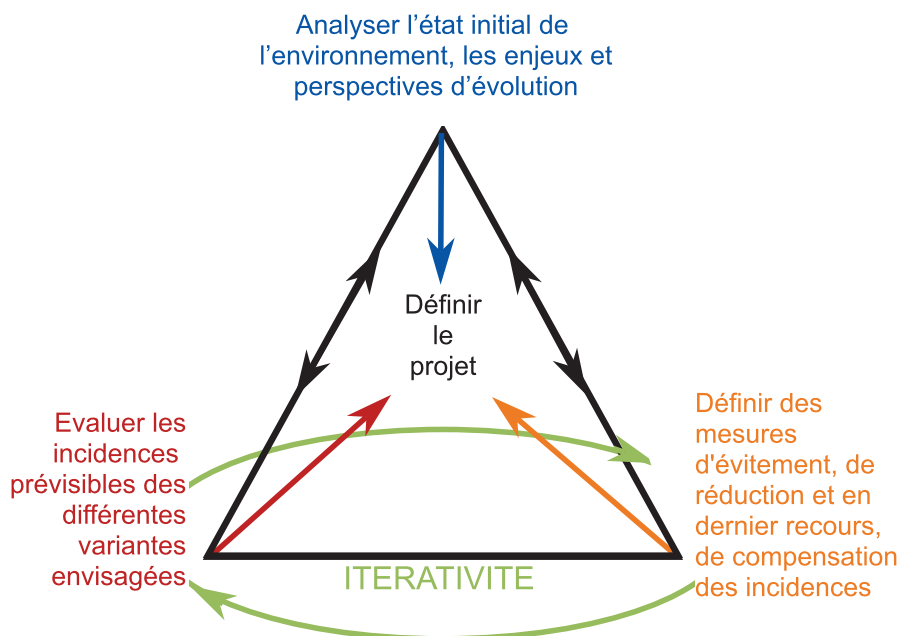 Analyser l’état initial de
l’environnement, les enjeux et
perspectives d’évolution
Définir
le
projet
Evaluer les
incidences
prévisibles des
différentes
variantes
envisagées
Définir des
mesures
d'évitement, de
réduction et en
dernier recours,
de compensation
des incidences
ITERATIVITE